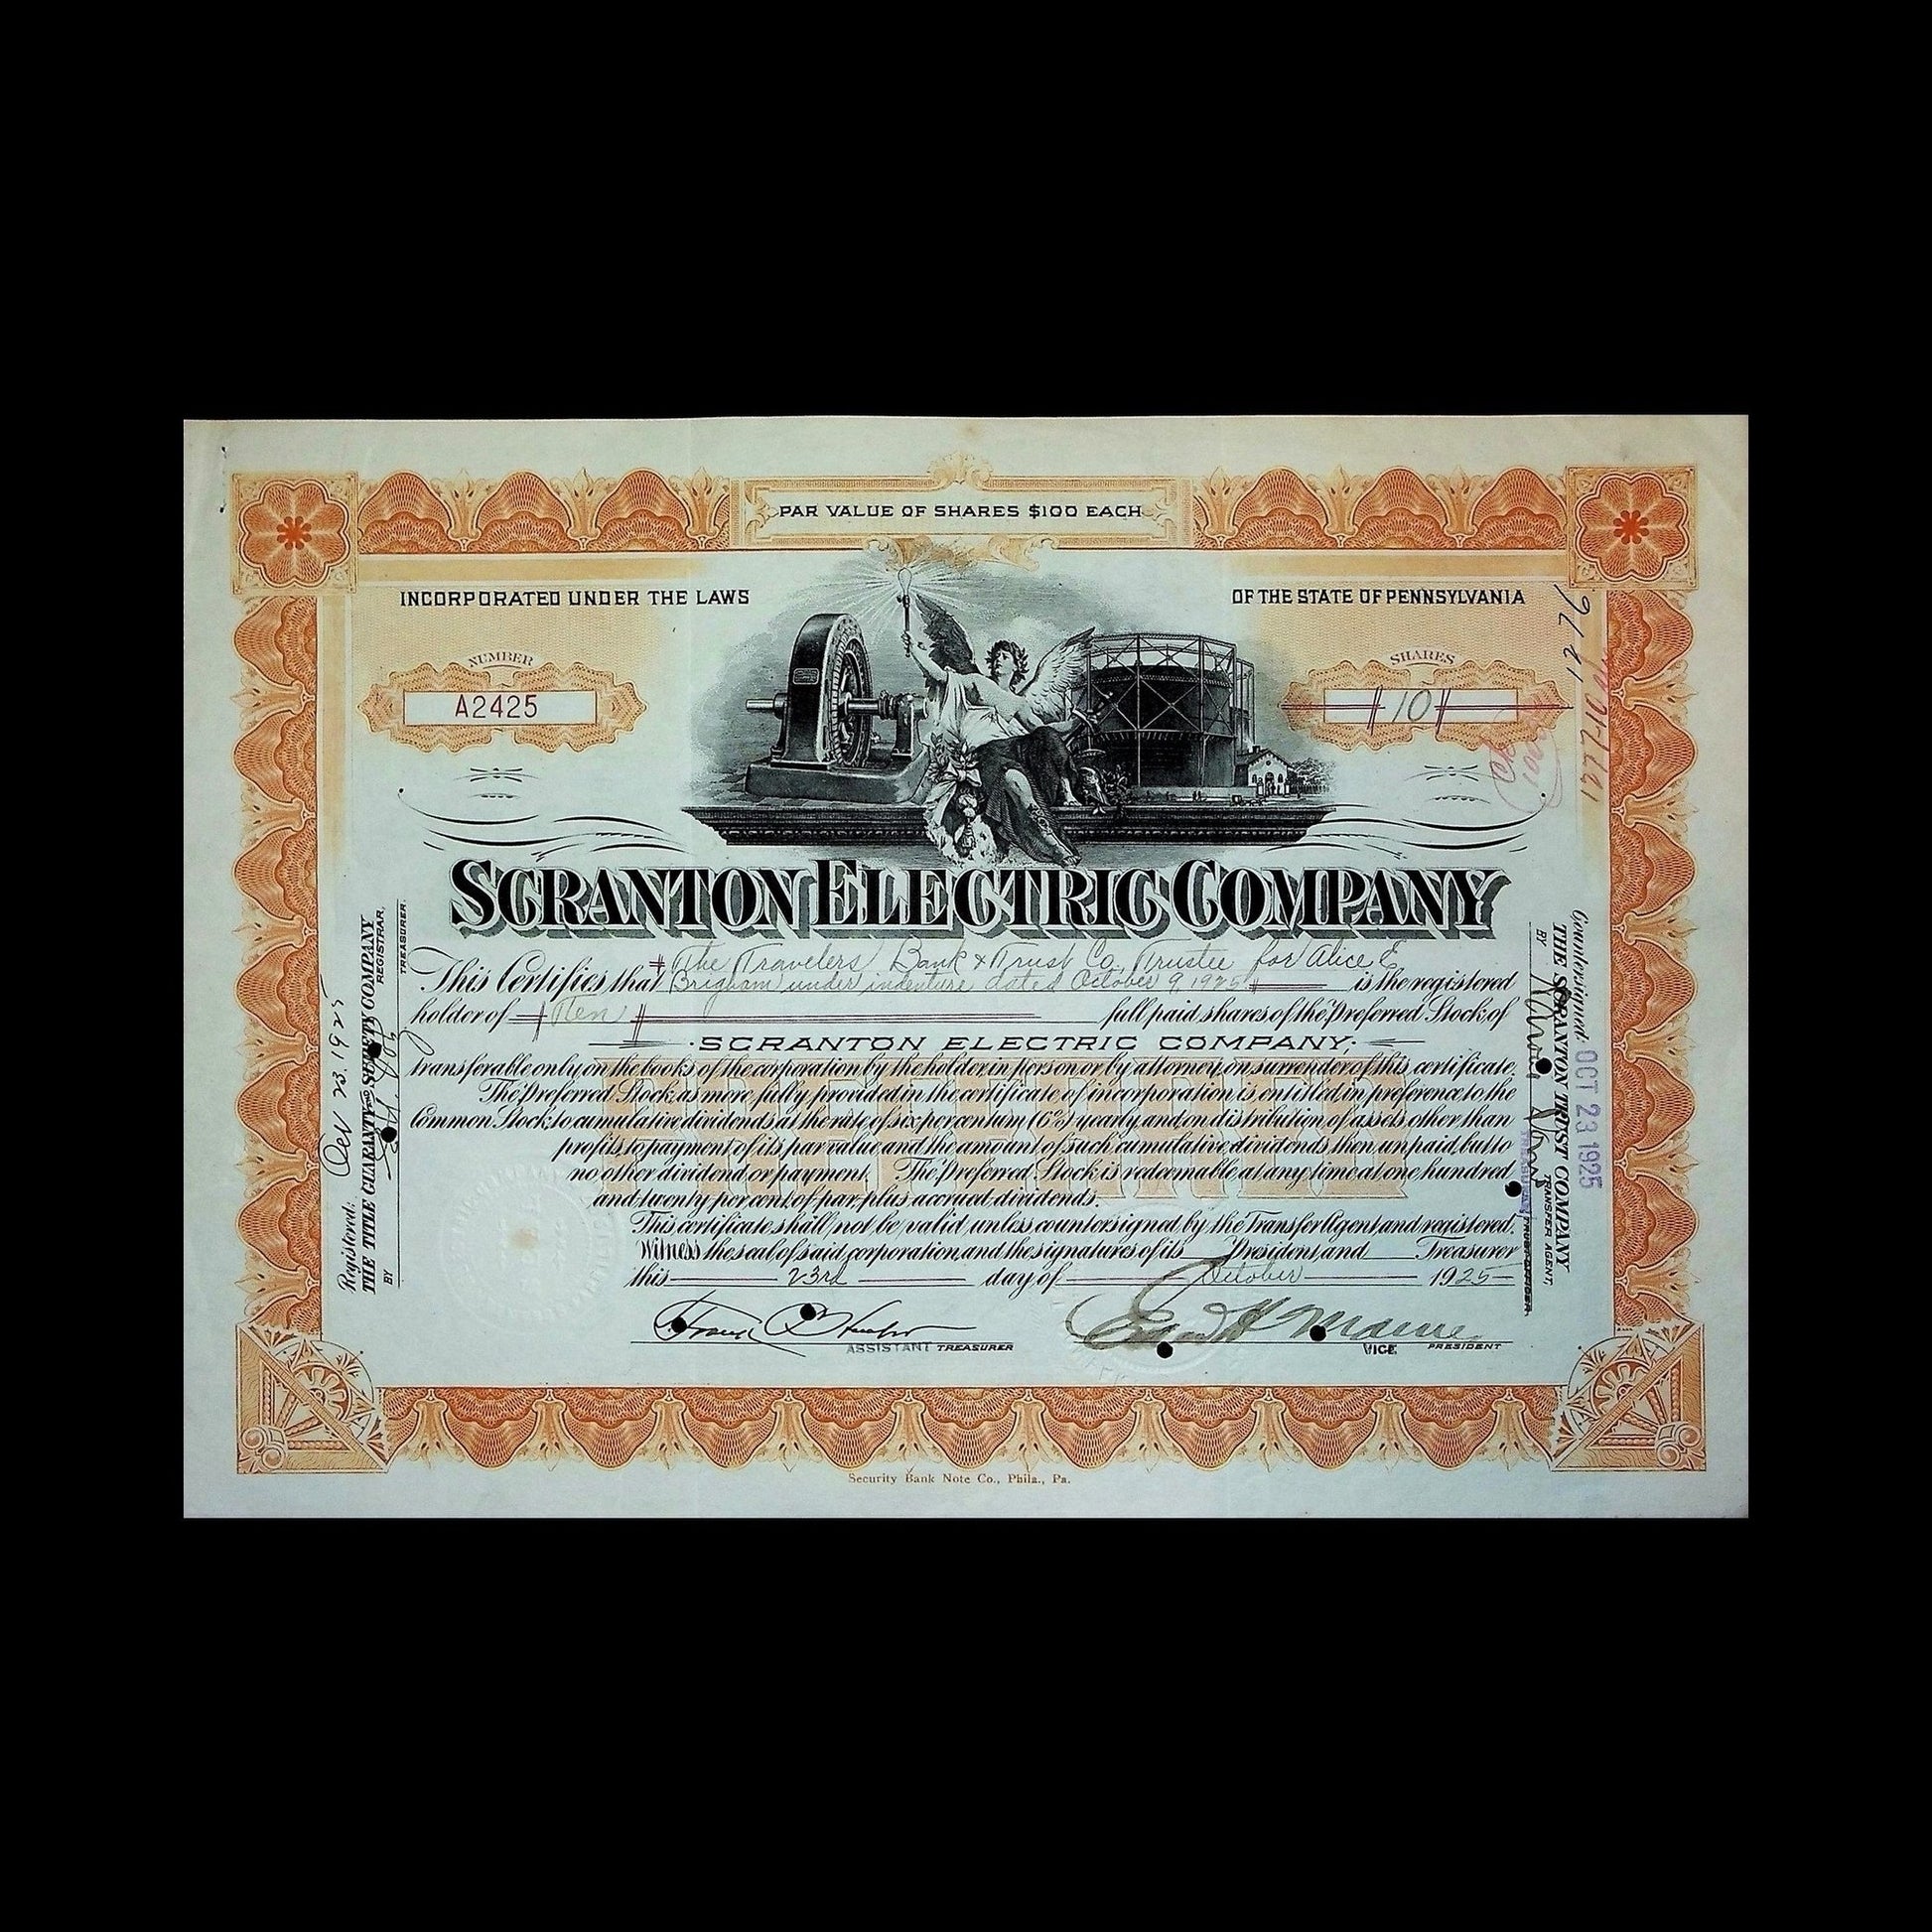 PAR VALUE OF SHARES $100 EACH
INCORPORATED UNDER THE LAWS
OF THE STATE OF PENNSYLVANIA
NUMBER
A2425
SHARES
10
SCRANTON ELECTRIC COMPANY
This Certifies that The Travelers Bank & Trust Co. Trustee for Alice E
Brigham under indenture dated October 9, 1925 is the registered
holder of Ten full paid shares of the Preferred Stock of
SCRANTON ELECTRIC COMPANY,
transferable only on the books of the corporation by the holder in person or by attorney, on surrender of this certificate.
The Preferred Stock, as more fully provided in the certificate of incorporation is entitled in preference to the
Common Stock, to cumulative dividends at the rate of six per centum (6%) yearly and on distribution of assets other than
profits to payment of its par value and the amount of such cumulative dividends then unpaid, but to
no other dividend or payment. The Preferred Stock is redeemable at any time at one hundred
and twenty per cent. of par, plus accrued dividends.
PREFERRED
This certificate shall not be valid unless countersigned by the Transfer Agent and registered.
Witness the seal of said corporation and the signatures of its President, and Treasurer
this 23rd day of October 1925
ASSISTANT TREASURER
VICE PRESIDENT
Registered: Oct 23. 1925
THE TITLE GUARANTY AND SURETY COMPANY
REGISTRAR,
BY
TREASURER.
Countersigned OCT 23 1925
THE SCRANTON TRUST COMPANY
TRANSFER AGENT,
BY
TREASURER
TRUST OFFICER.
Security Bank Note Co., Phila., Pa.